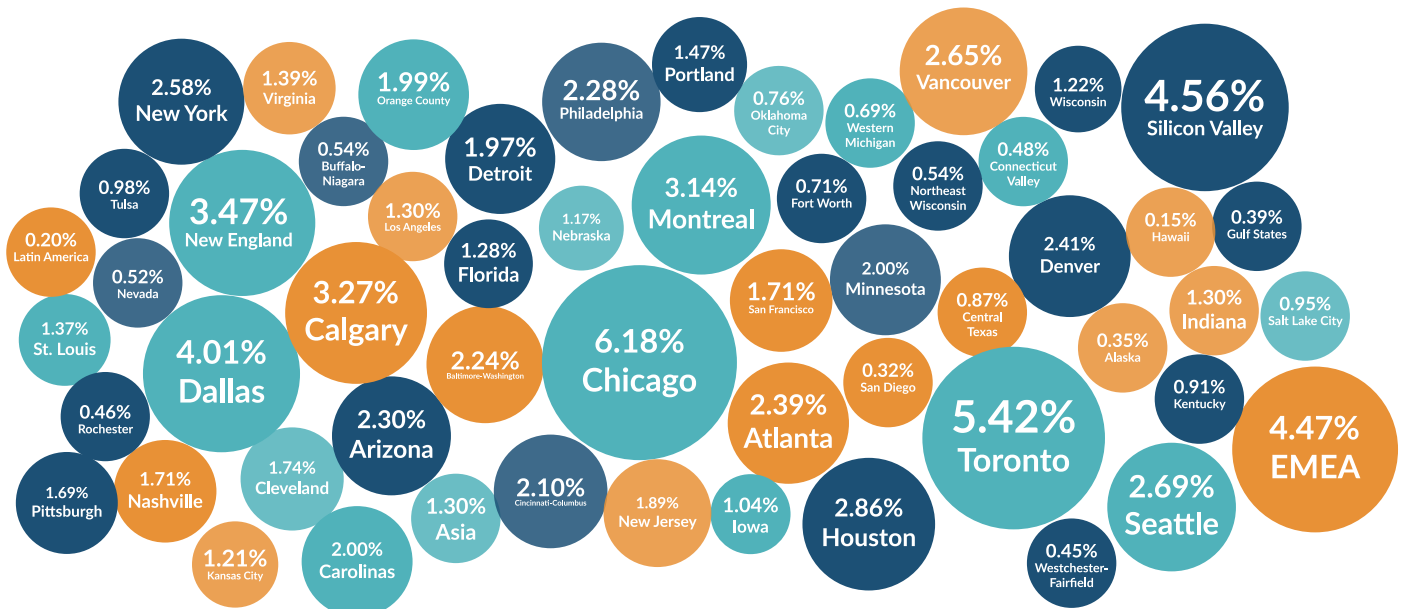 2.58%
New York
1.39%
Virginia
1.99%
Orange County
2.28%
Philadelphia
1.47%
Portland
0.76%
Oklahoma
City
0.69%
Western
Michigan
2.65%
Vancouver
1.22%
Wisconsin
4.56%
Silicon Valley
0.98%
Tulsa
3.47%
New England
0.54%
Buffalo-
Niagara
1.97%
Detroit
1.30%
Los Angeles
1.17%
Nebraska
3.14%
Montreal
0.71%
Fort Worth
0.54%
Northeast
Wisconsin
0.48%
Connecticut
Valley
2.41%
Denver
0.15%
Hawaii
0.39%
Gulf States
0.20%
Latin America
0.52%
Nevada
1.28%
Florida
3.27%
Calgary
1.71%
San Francisco
2.00%
Minnesota
0.87%
Central
Texas
1.30%
Indiana
0.95%
Salt Lake City
1.37%
St. Louis
4.01%
Dallas
2.24%
Baltimore-Washington
6.18%
Chicago
0.32%
San Diego
0.35%
Alaska
0.91%
Kentucky
0.46%
Rochester
2.30%
Arizona
2.39%
Atlanta
5.42%
Toronto
4.47%
EMEA
1.69%
Pittsburgh
1.71%
Nashville
1.74%
Cleveland
1.30%
Asia
2.10%
Cincinnati-Columbus
1.89%
New Jersey
1.04%
Iowa
2.86%
Houston
2.69%
Seattle
1.21%
Kansas City
2.00%
Carolinas
0.45%
Westchester-
Fairfield